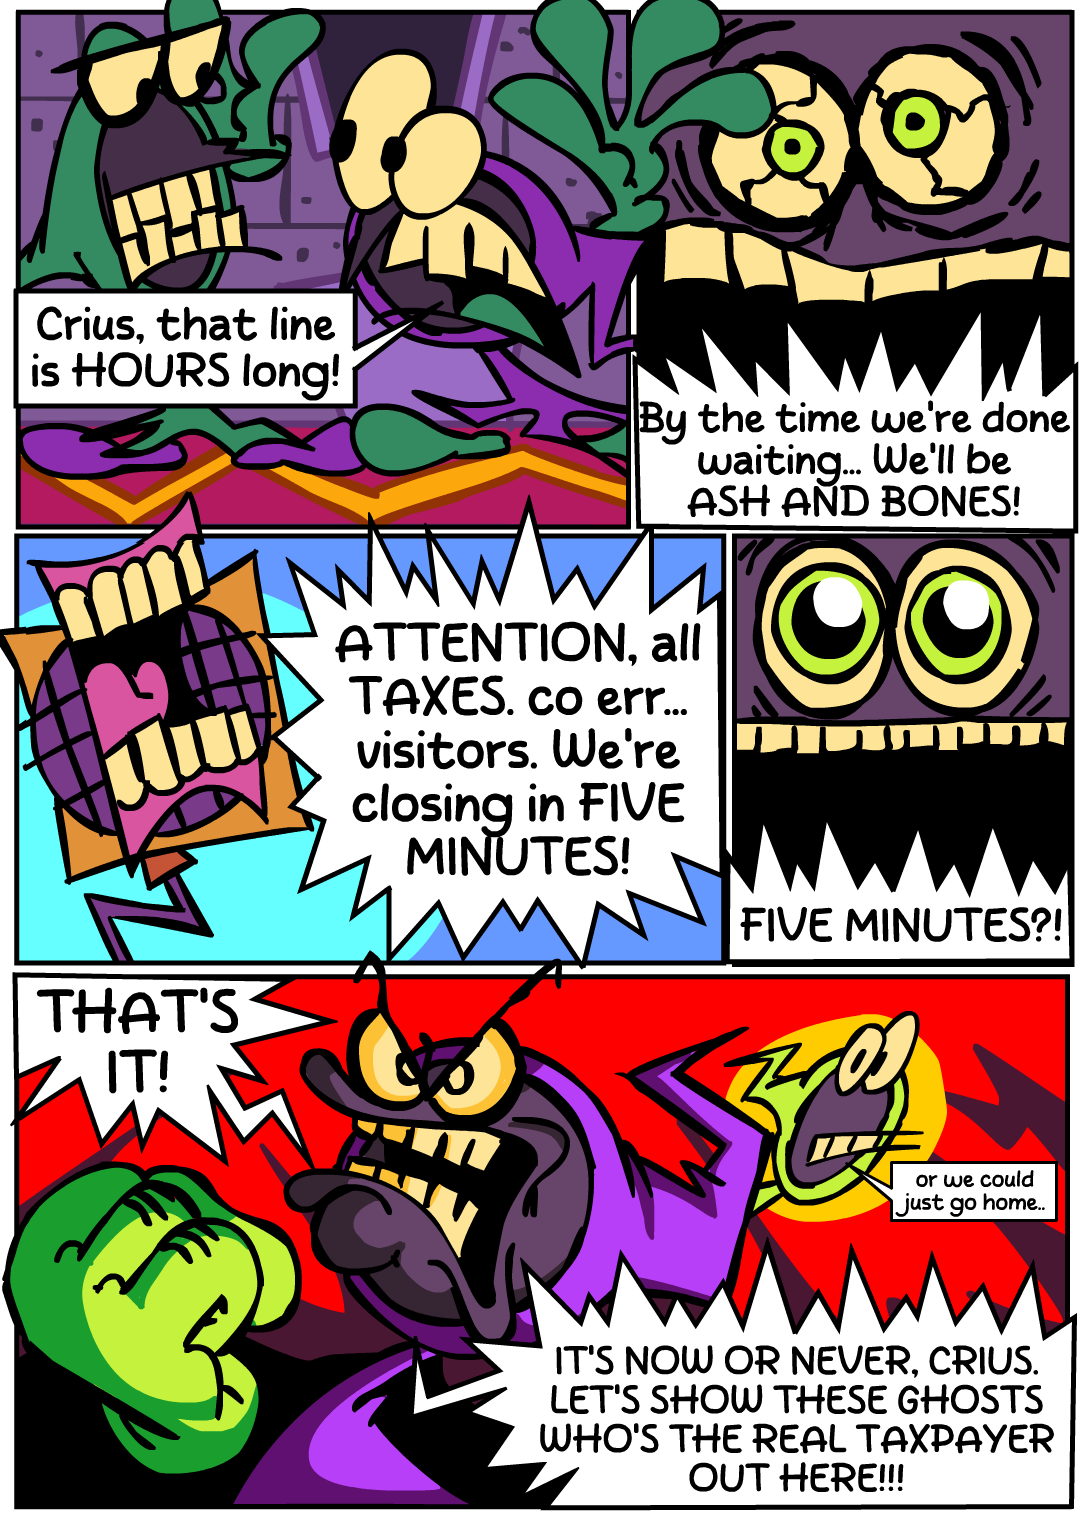 Crius, that line
is HOURS long!
By the time we're done
waiting... We'll be
ASH AND BONES!
ATTENTION, all
TAXES. co err...
visitors. We're
closing in FIVE
MINUTES!
FIVE MINUTES?!
THAT'S
IT!
or we could
just go home..
IT'S NOW OR NEVER, CRIUS.
LET'S SHOW THESE GHOSTS
WHO'S THE REAL TAXPAYER
OUT HERE!!!